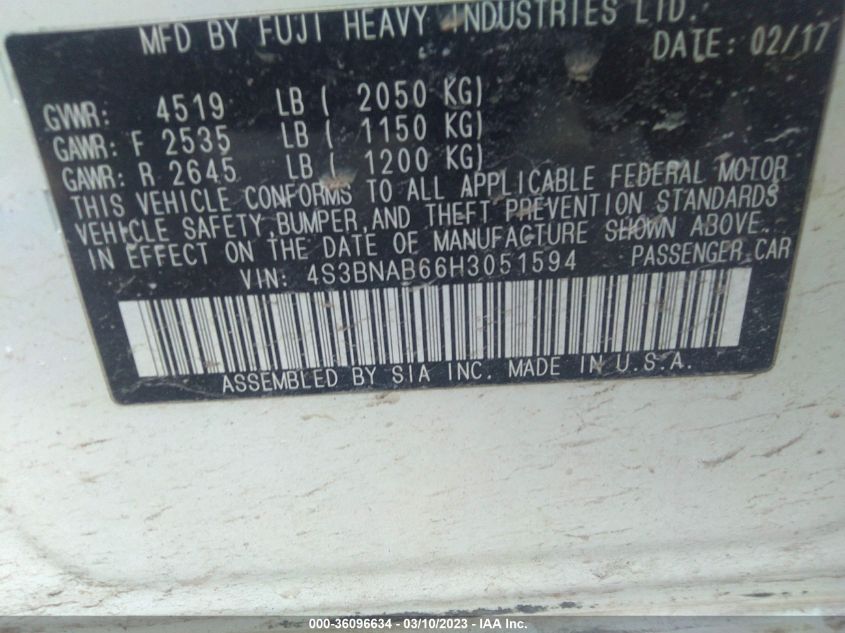 MFD BY FUJI HEAVY INDUSTRIES LTD.
DATE: 02/17
GVWR: 4519 LB ( 2050 KG)
GAWR: F 2535 LB ( 1150 KG)
GAWR: R 2645 LB ( 1200 KG)
THIS VEHICLE CONFORMS TO ALL APPLICABLE FEDERAL MOTOR
VEHICLE SAFETY,BUMPER,AND THEFT PREVENTION STANDARDS
IN EFFECT ON THE DATE OF MANUFACTURE SHOWN ABOVE.
VIN: 4S3BNAB66H3051594 PASSENGER CAR
ASSEMBLED BY SIA INC. MADE IN U.S.A.
000-36096634 - 03/10/2023 - IAA Inc.